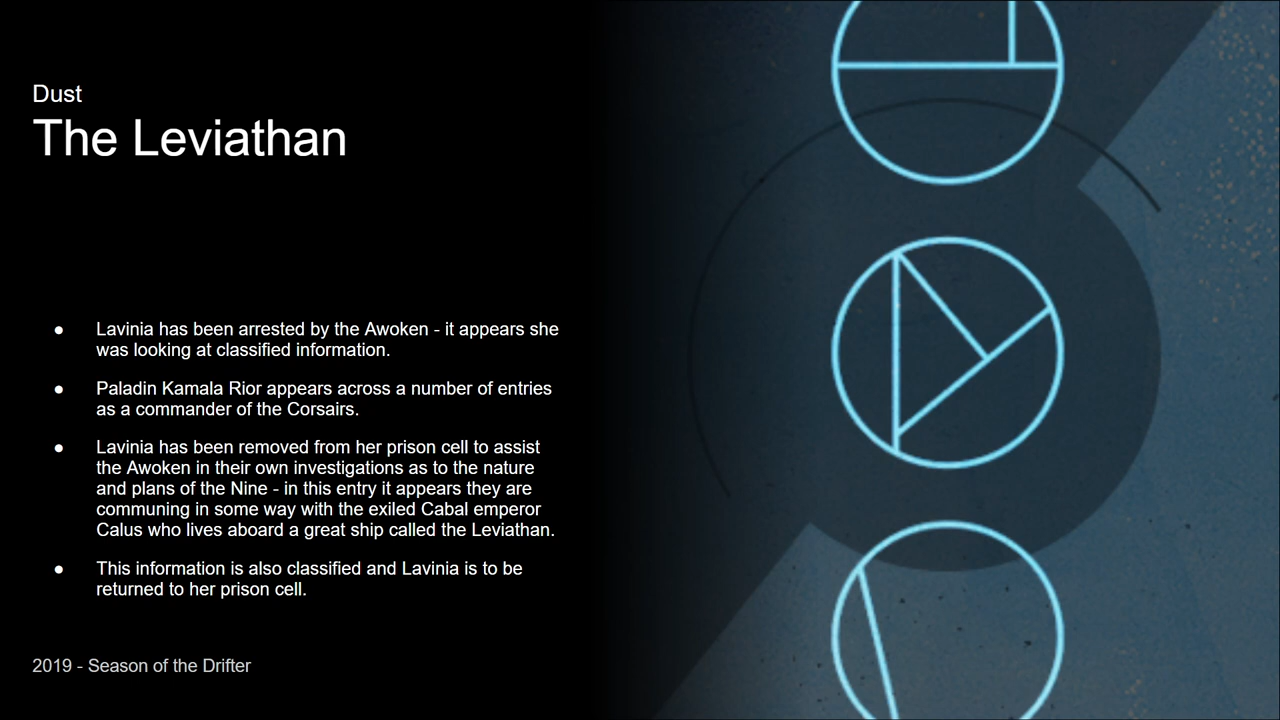 Dust
The Leviathan
● Lavinia has been arrested by the Awoken - it appears she
was looking at classified information.
● Paladin Kamala Rior appears across a number of entries
as a commander of the Corsairs.
● Lavinia has been removed from her prison cell to assist
the Awoken in their own investigations as to the nature
and plans of the Nine - in this entry it appears they are
communing in some way with the exiled Cabal emperor
Calus who lives aboard a great ship called the Leviathan.
● This information is also classified and Lavinia is to be
returned to her prison cell.
2019 - Season of the Drifter